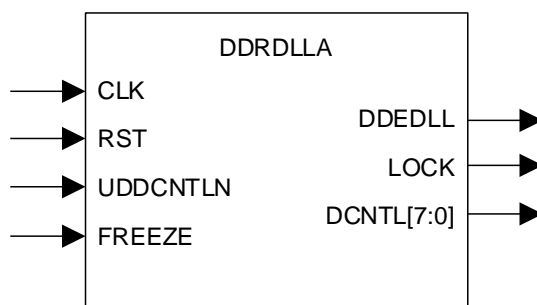 DDRDLLA
CLK
RST
UDDCNTLN
FREEZE
DDEDLL
LOCK
DCNTL[7:0]